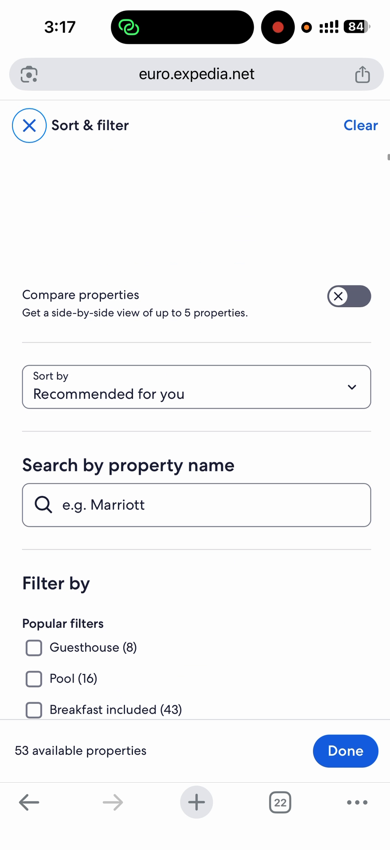 3:17
84
euro.expedia.net
Sort & filter
Clear
Compare properties
Get a side-by-side view of up to 5 properties.
Sort by
Recommended for you
Search by property name
e.g. Marriott
Filter by
Popular filters
Guesthouse (8)
Pool (16)
Breakfast included (43)
53 available properties
Done
22